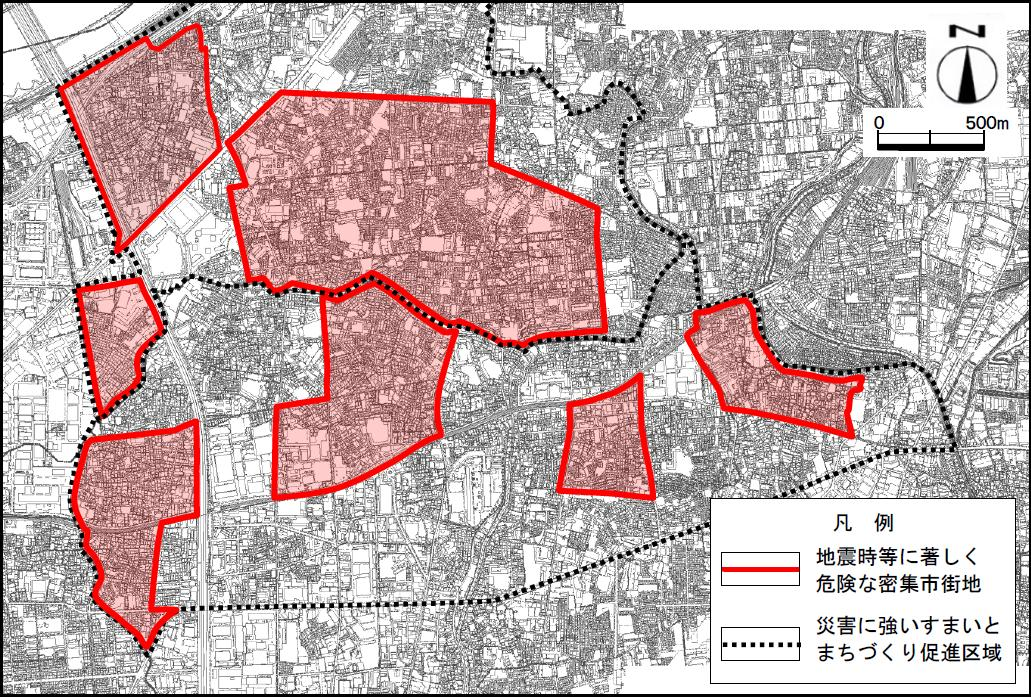 N
0 500m
凡 例
地震時等に著しく
危険な密集市街地
災害に強いすまいと
まちづくり促進区域